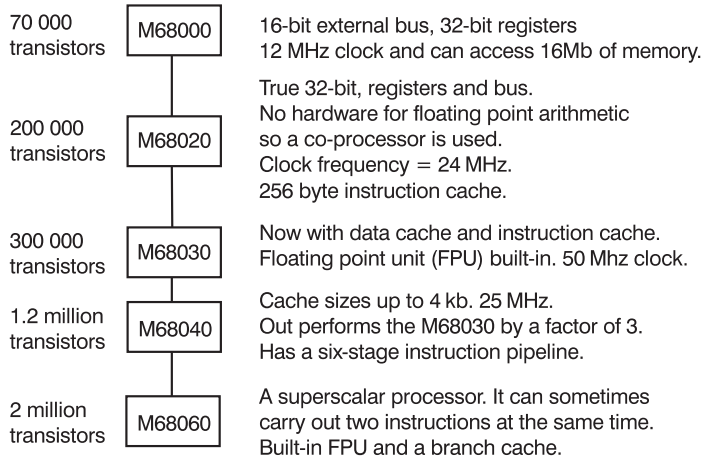 70 000
transistors
M68000
16-bit external bus, 32-bit registers
12 MHz clock and can access 16Mb of memory.
200 000
transistors
M68020
True 32-bit, registers and bus.
No hardware for floating point arithmetic
so a co-processor is used.
Clock frequency = 24 MHz.
256 byte instruction cache.
300 000
transistors
M68030
Now with data cache and instruction cache.
Floating point unit (FPU) built-in. 50 Mhz clock.
1.2 million
transistors
M68040
Cache sizes up to 4 kb. 25 MHz.
Out performs the M68030 by a factor of 3.
Has a six-stage instruction pipeline.
2 million
transistors
M68060
A superscalar processor. It can sometimes
carry out two instructions at the same time.
Built-in FPU and a branch cache.